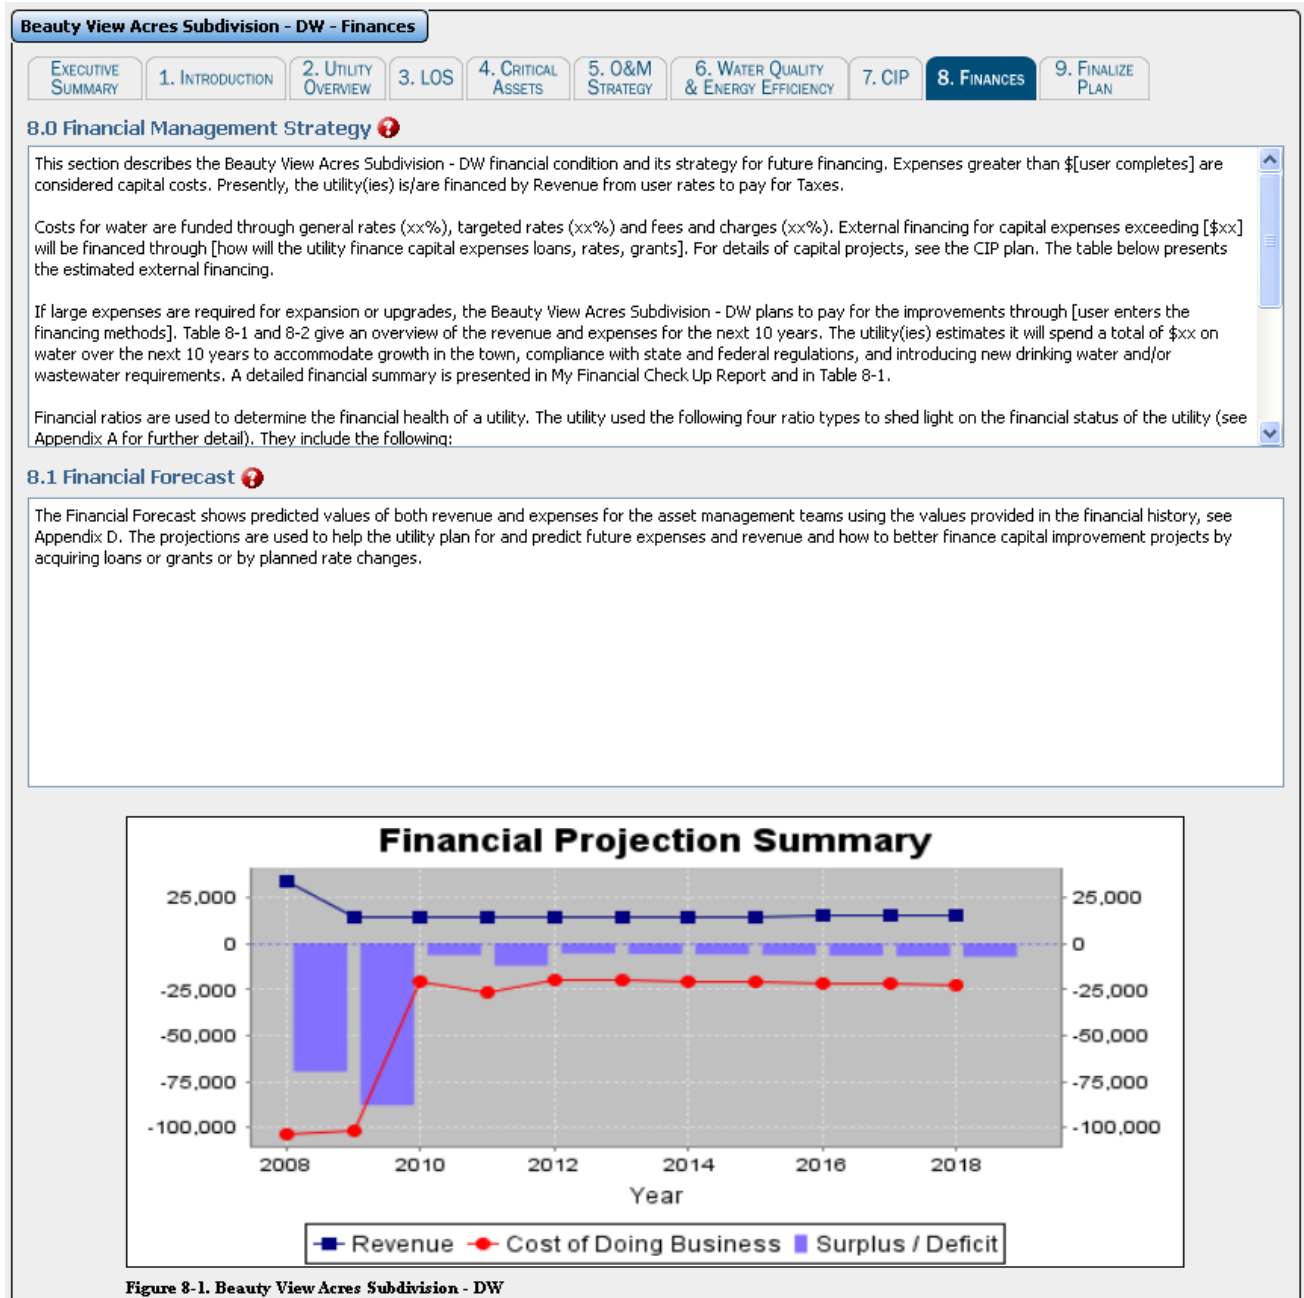 Beauty View Acres Subdivision - DW - Finances
EXECUTIVE SUMMARY
1. INTRODUCTION
2. UTILITY OVERVIEW
3. LOS
4. CRITICAL ASSETS
5. O&M STRATEGY
6. WATER QUALITY & ENERGY EFFICIENCY
7. CIP
8. FINANCES
9. FINALIZE PLAN
8.0 Financial Management Strategy ?
This section describes the Beauty View Acres Subdivision - DW financial condition and its strategy for future financing. Expenses greater than $[user completes] are
considered capital costs. Presently, the utility(ies) is/are financed by Revenue from user rates to pay for Taxes.
Costs for water are funded through general rates (xx%), targeted rates (xx%) and fees and charges (xx%). External financing for capital expenses exceeding [$xx]
will be financed through [how will the utility finance capital expenses loans, rates, grants]. For details of capital projects, see the CIP plan. The table below presents
the estimated external financing.
If large expenses are required for expansion or upgrades, the Beauty View Acres Subdivision - DW plans to pay for the improvements through [user enters the
financing methods]. Table 8-1 and 8-2 give an overview of the revenue and expenses for the next 10 years. The utility(ies) estimates it will spend a total of $xx on
water over the next 10 years to accommodate growth in the town, compliance with state and federal regulations, and introducing new drinking water and/or
wastewater requirements. A detailed financial summary is presented in My Financial Check Up Report and in Table 8-1.
Financial ratios are used to determine the financial health of a utility. The utility used the following four ratio types to shed light on the financial status of the utility (see
Appendix A for further detail). They include the following:
8.1 Financial Forecast ?
The Financial Forecast shows predicted values of both revenue and expenses for the asset management teams using the values provided in the financial history, see
Appendix D. The projections are used to help the utility plan for and predict future expenses and revenue and how to better finance capital improvement projects by
acquiring loans or grants or by planned rate changes.
Financial Projection Summary
25,000 25,000
0 0
-25,000 -25,000
-50,000 -50,000
-75,000 -75,000
-100,000 -100,000
2008 2010 2012 2014 2016 2018
Year
Revenue Cost of Doing Business Surplus / Deficit
Figure 8-1. Beauty View Acres Subdivision - DW